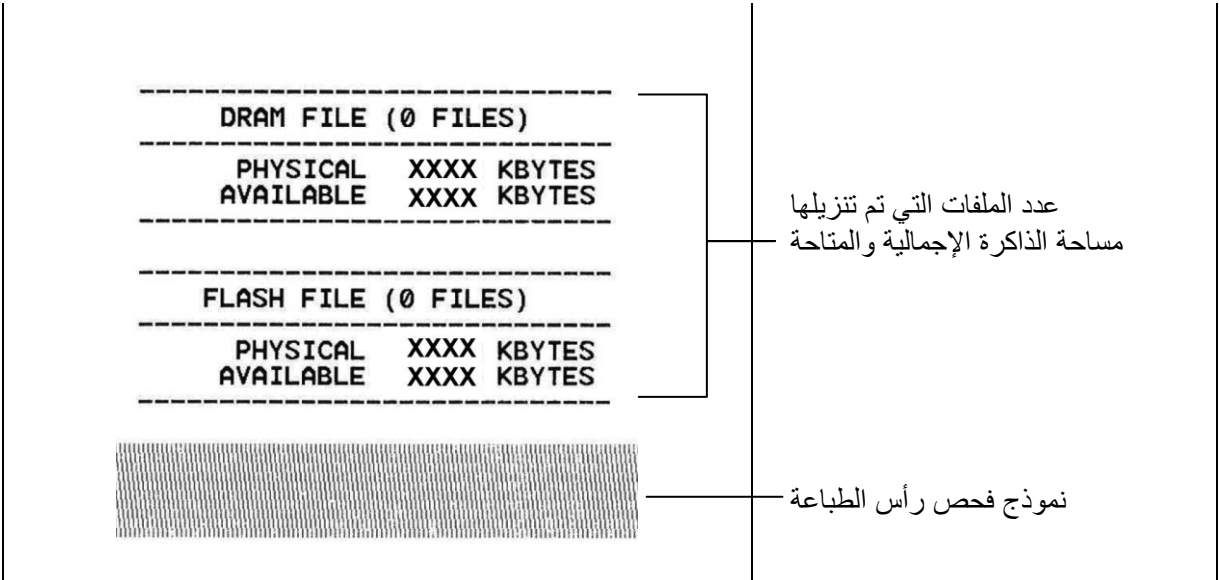 --------------------------
DRAM FILE (0 FILES)
--------------------------
PHYSICAL XXXX KBYTES
AVAILABLE XXXX KBYTES
--------------------------
--------------------------
FLASH FILE (0 FILES)
--------------------------
PHYSICAL XXXX KBYTES
AVAILABLE XXXX KBYTES
--------------------------
عدد الملفات التي تم تنزيلها
مساحة الذاكرة الإجمالية والمتاحة
نموذج فحص رأس الطباعة